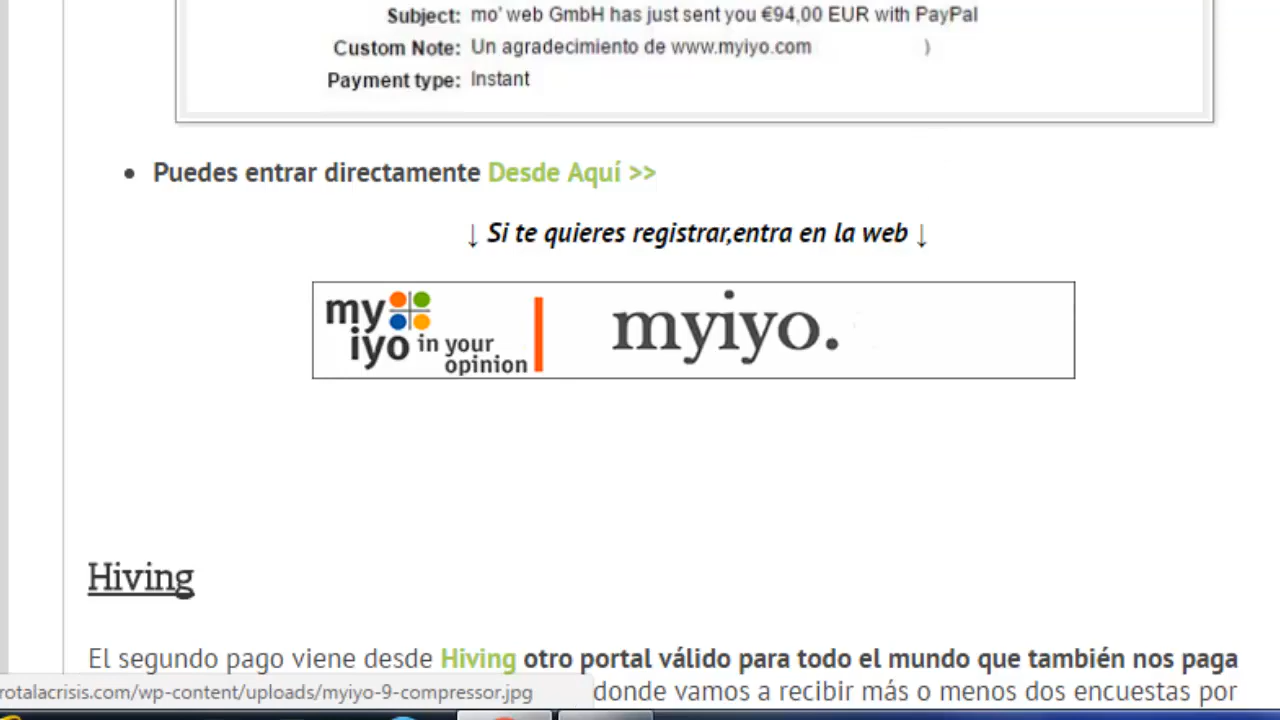 Subject: mo' web GmbH has just sent you €94,00 EUR with PayPal
Custom Note: Un agradecimiento de www.myiyo.com )
Payment type: Instant
• Puedes entrar directamente Desde Aquí >>
↓ Si te quieres registrar,entra en la web ↓
my
iyo in your
opinion
myiyo.
Hiving
El segundo pago viene desde Hiving otro portal válido para todo el mundo que también nos paga
rotalacrisis.com/wp-content/uploads/myiyo-9-compressor.jpg
donde vamos a recibir más o menos dos encuestas por